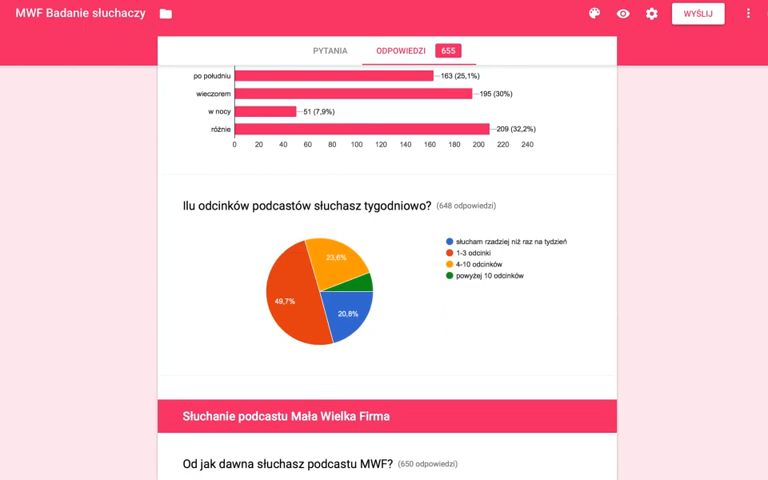 MWF Badanie słuchaczy
WYŚLIJ
PYTANIA
ODPOWIEDZI 655
po południu 163 (25,1%)
wieczorem 195 (30%)
w nocy 51 (7,9%)
różnie 209 (32,2%)
0 20 40 60 80 100 120 140 160 180 200 220 240
Ilu odcinków podcastów słuchasz tygodniowo? (648 odpowiedzi)
słucham rzadziej niż raz na tydzień
1-3 odcinki
4-10 odcinków
powyżej 10 odcinków
23,6%
49,7%
20,8%
Słuchanie podcastu Mała Wielka Firma
Od jak dawna słuchasz podcastu MWF? (650 odpowiedzi)